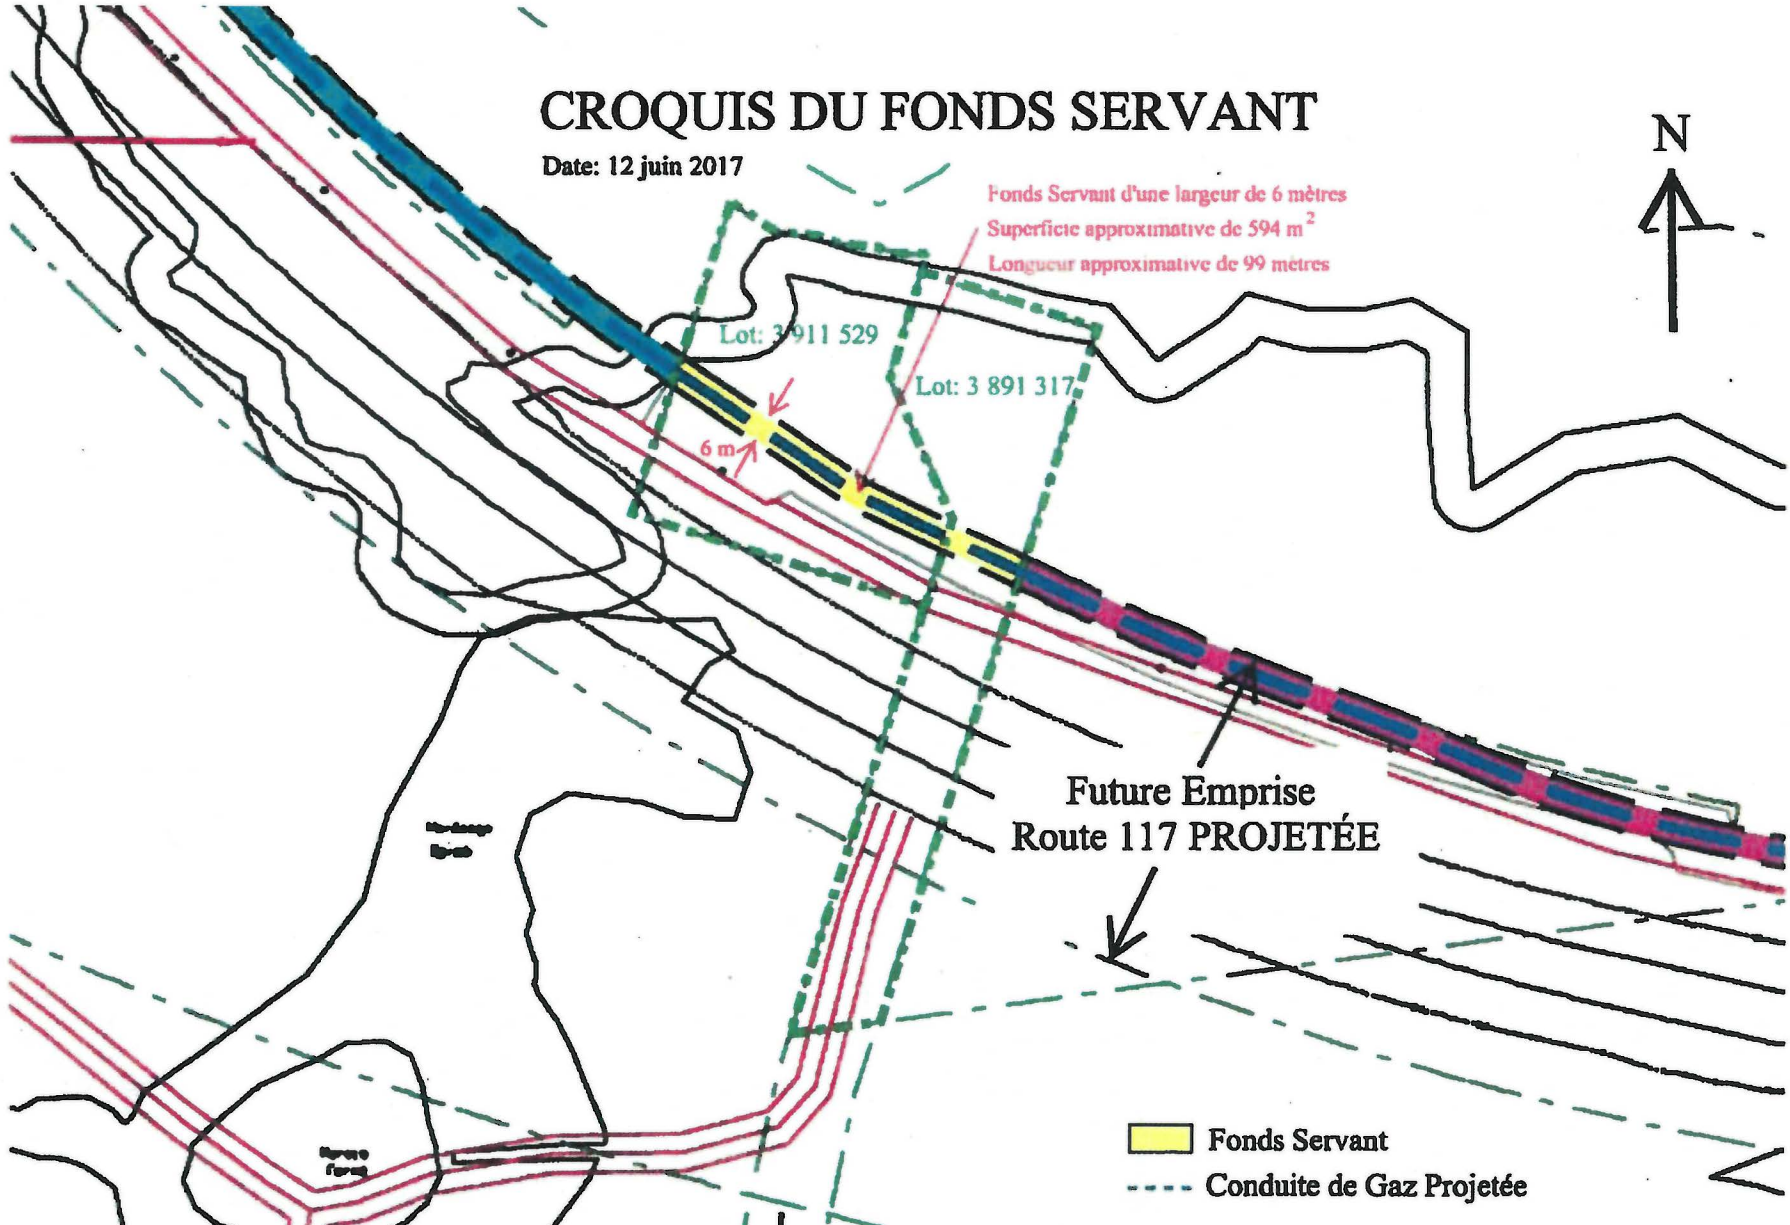 CROQUIS DU FONDS SERVANT
Date: 12 juin 2017
N
Fonds Servant d'une largeur de 6 mètres
Superficie approximative de 594 m²
Longueur approximative de 99 mètres
Lot: 3 911 529
Lot: 3 891 317
6 m
Future Emprise
Route 117 PROJETÉE
Fonds Servant
Conduite de Gaz Projetée